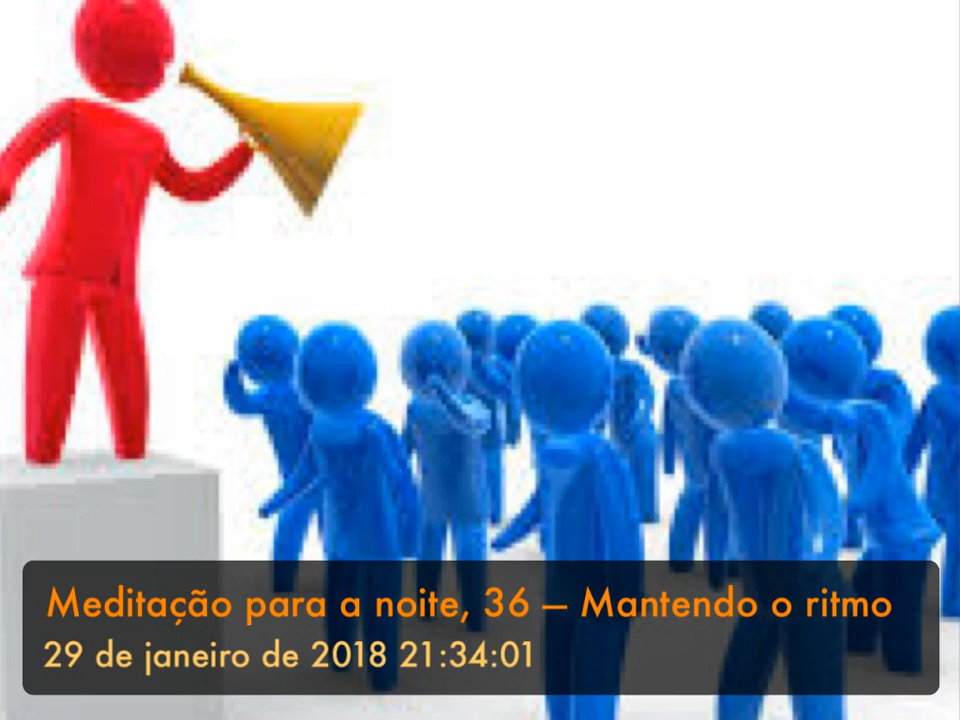 Meditação para a noite, 36 — Mantendo o ritmo
29 de janeiro de 2018 21:34:01